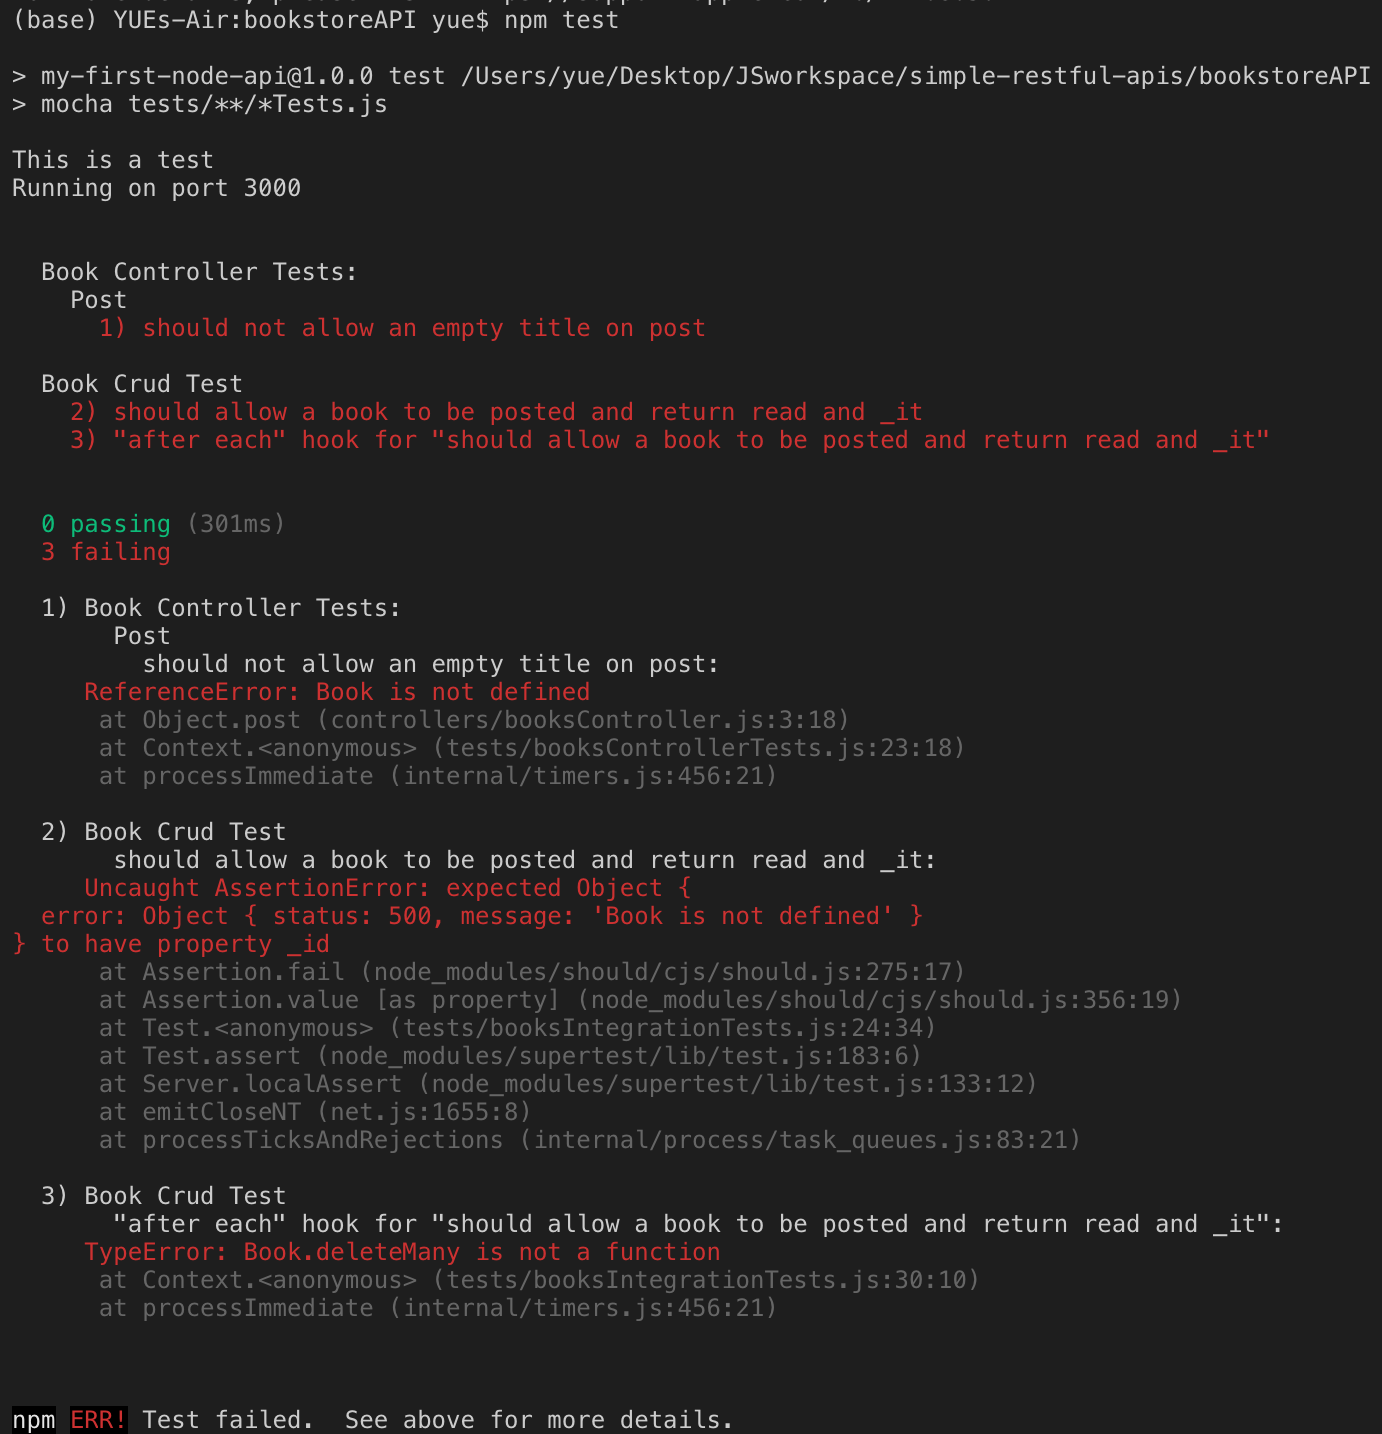 (base) YUEs-Air:bookstoreAPI yue$ npm test
> my-first-node-api@1.0.0 test /Users/yue/Desktop/JSworkspace/simple-restful-apis/bookstoreAPI
> mocha tests/**/*Tests.js
This is a test
Running on port 3000
Book Controller Tests:
Post
1) should not allow an empty title on post
Book Crud Test
2) should allow a book to be posted and return read and _it
3) "after each" hook for "should allow a book to be posted and return read and _it"
0 passing (301ms)
3 failing
1) Book Controller Tests:
Post
should not allow an empty title on post:
ReferenceError: Book is not defined
at Object.post (controllers/booksController.js:3:18)
at Context.<anonymous> (tests/booksControllerTests.js:23:18)
at processImmediate (internal/timers.js:456:21)
2) Book Crud Test
should allow a book to be posted and return read and _it:
Uncaught AssertionError: expected Object {
error: Object { status: 500, message: 'Book is not defined' }
} to have property _id
at Assertion.fail (node_modules/should/cjs/should.js:275:17)
at Assertion.value [as property] (node_modules/should/cjs/should.js:356:19)
at Test.<anonymous> (tests/booksIntegrationTests.js:24:34)
at Test.assert (node_modules/supertest/lib/test.js:183:6)
at Server.localAssert (node_modules/supertest/lib/test.js:133:12)
at emitCloseNT (net.js:1655:8)
at processTicksAndRejections (internal/process/task_queues.js:83:21)
3) Book Crud Test
"after each" hook for "should allow a book to be posted and return read and _it":
TypeError: Book.deleteMany is not a function
at Context.<anonymous> (tests/booksIntegrationTests.js:30:10)
at processImmediate (internal/timers.js:456:21)
npm ERR! Test failed.  See above for more details.